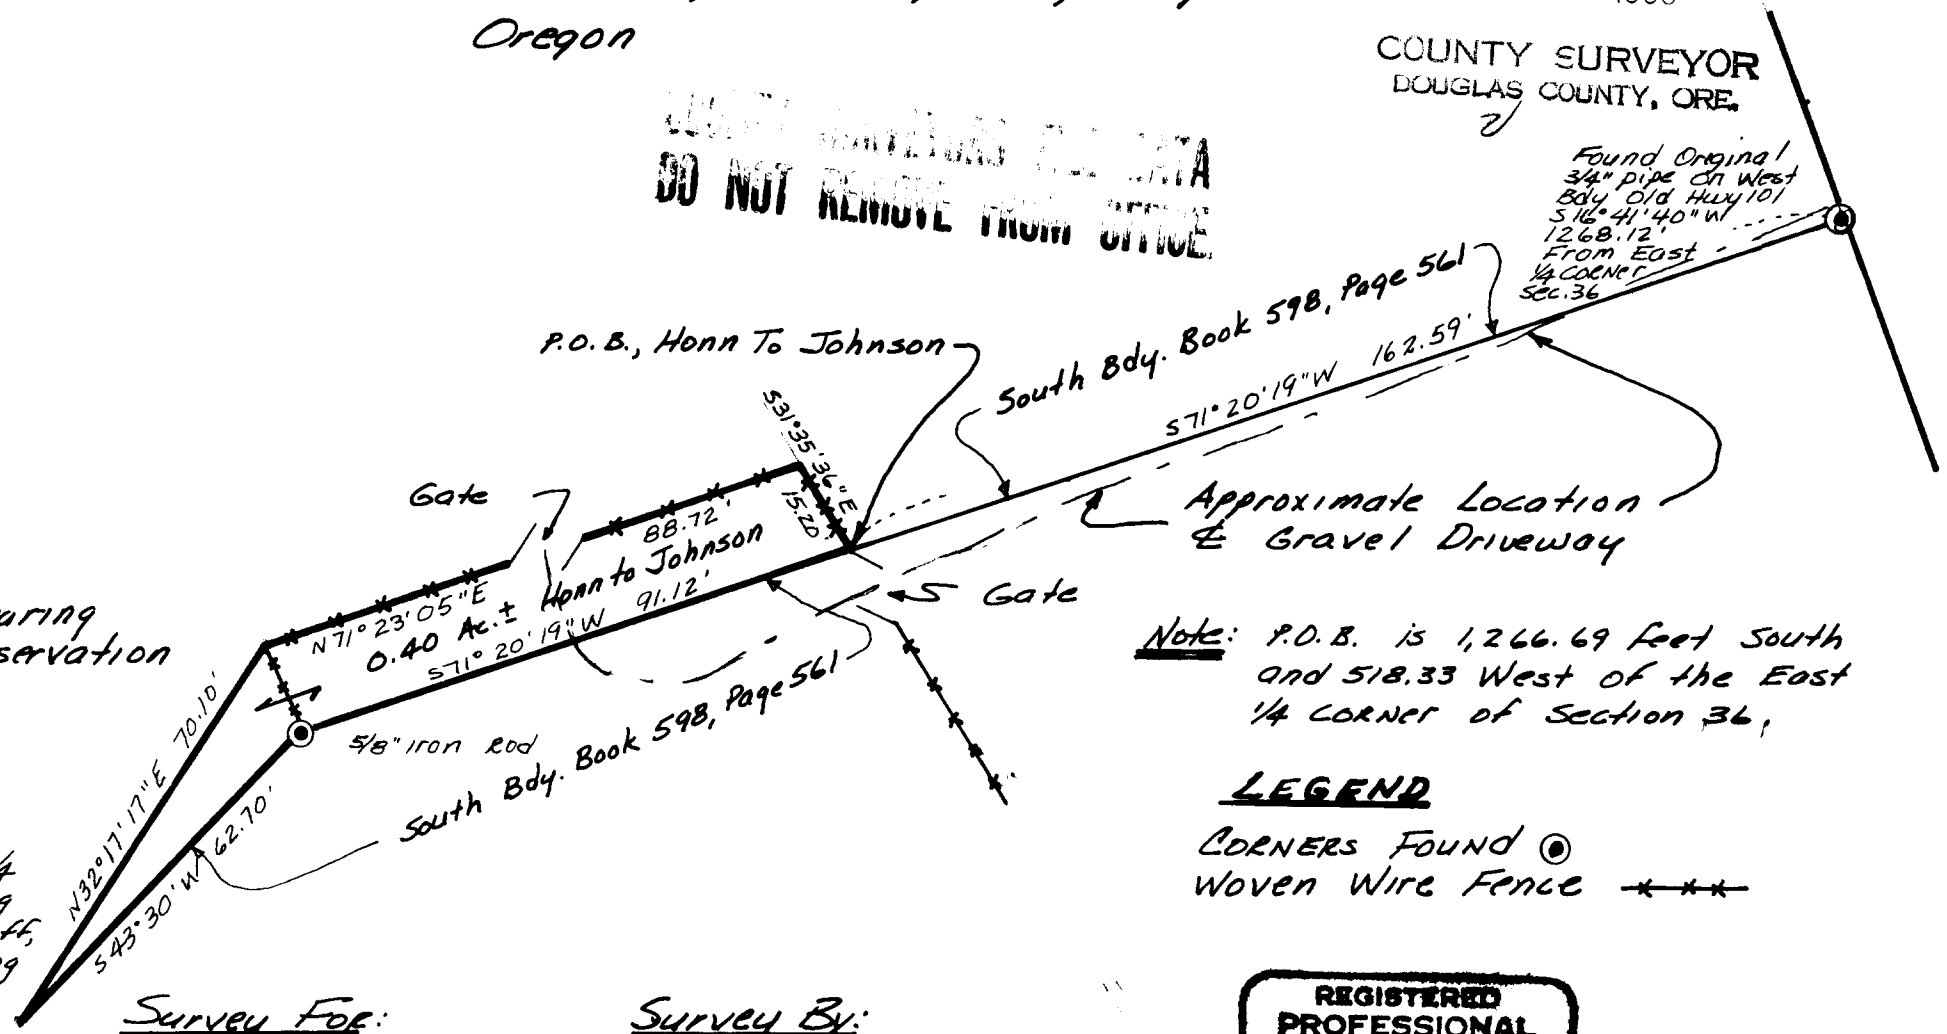 Oregon
COUNTY SURVEYOR
DOUGLAS COUNTY, ORE.
DO NOT REMOVE FROM OFFICE.
Found Original
3/4" pipe On West
Bdy Old Hwy 101
S16°41'40"W
1268.12'
From East
1/4 CORNER
Sec. 36
South Bdy. Book 598, Page 561
P.O.B., Honn To Johnson
162.59'
S71°20'19"W
S31°35'36"E
15.20'
Gate
88.72'
Approximate Location
℄ Gravel Driveway
Honn to Johnson
N71°23'05"E
0.40 Ac.±
91.12'
S71°20'19"W
Gate
servation
Note: P.O.B. is 1,266.69 feet South
and 518.33 West of the East
1/4 CORNER of Section 36,
70.10'
N32°17'17"E
5/8" iron Rod
South Bdy. Book 598, Page 561
62.70'
S43°30'W
LEGEND
CORNERS FOUND
Woven Wire Fence
Survey For:
Survey By:
REGISTERED
PROFESSIONAL